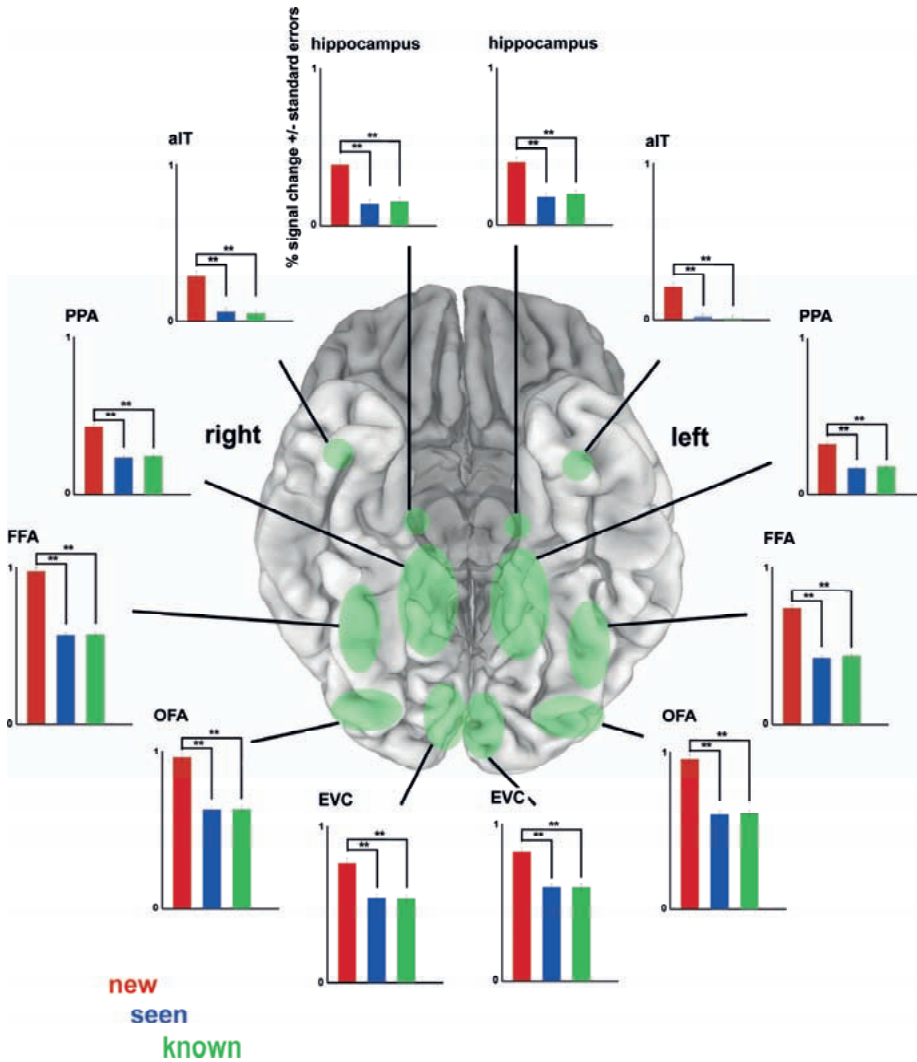 hippocampus
hippocampus
% signal change +/- standard errors
1
**
**
0
1
**
**
0
aIT
1
**
**
0
aIT
1
**
**
0
PPA
1
**
**
0
right
left
PPA
1
**
**
0
FFA
1
**
**
0
FFA
1
**
**
0
OFA
1
**
**
0
OFA
1
**
**
0
EVC
1
**
**
0
EVC
1
**
**
0
new
seen
known